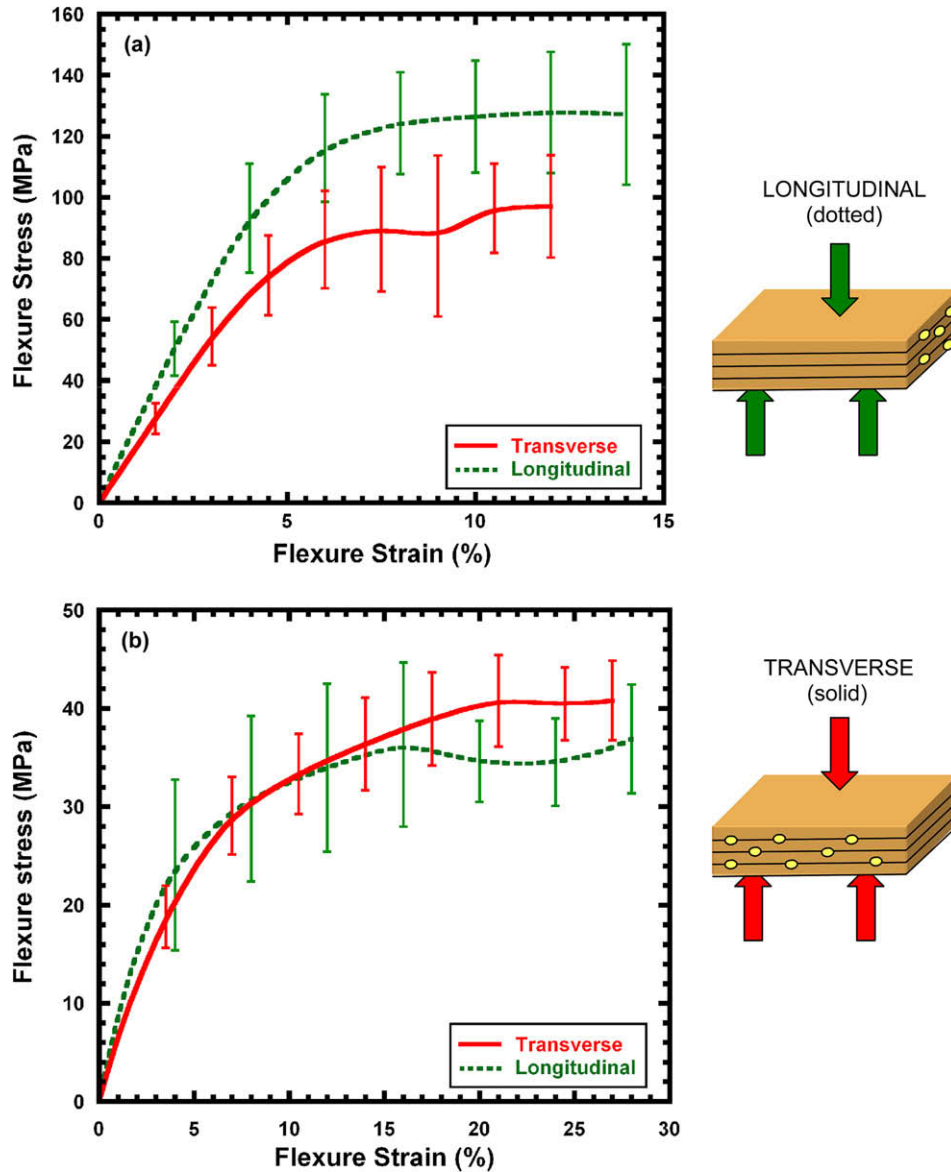 (a)
160
140
120
100
80
60
40
20
0
Flexure Stress (MPa)
Transverse
Longitudinal
0 5 10 15
Flexure Strain (%)
LONGITUDINAL
(dotted)
(b)
50
40
30
20
10
0
Flexure stress (MPa)
Transverse
Longitudinal
0 5 10 15 20 25 30
Flexure Strain (%)
TRANSVERSE
(solid)